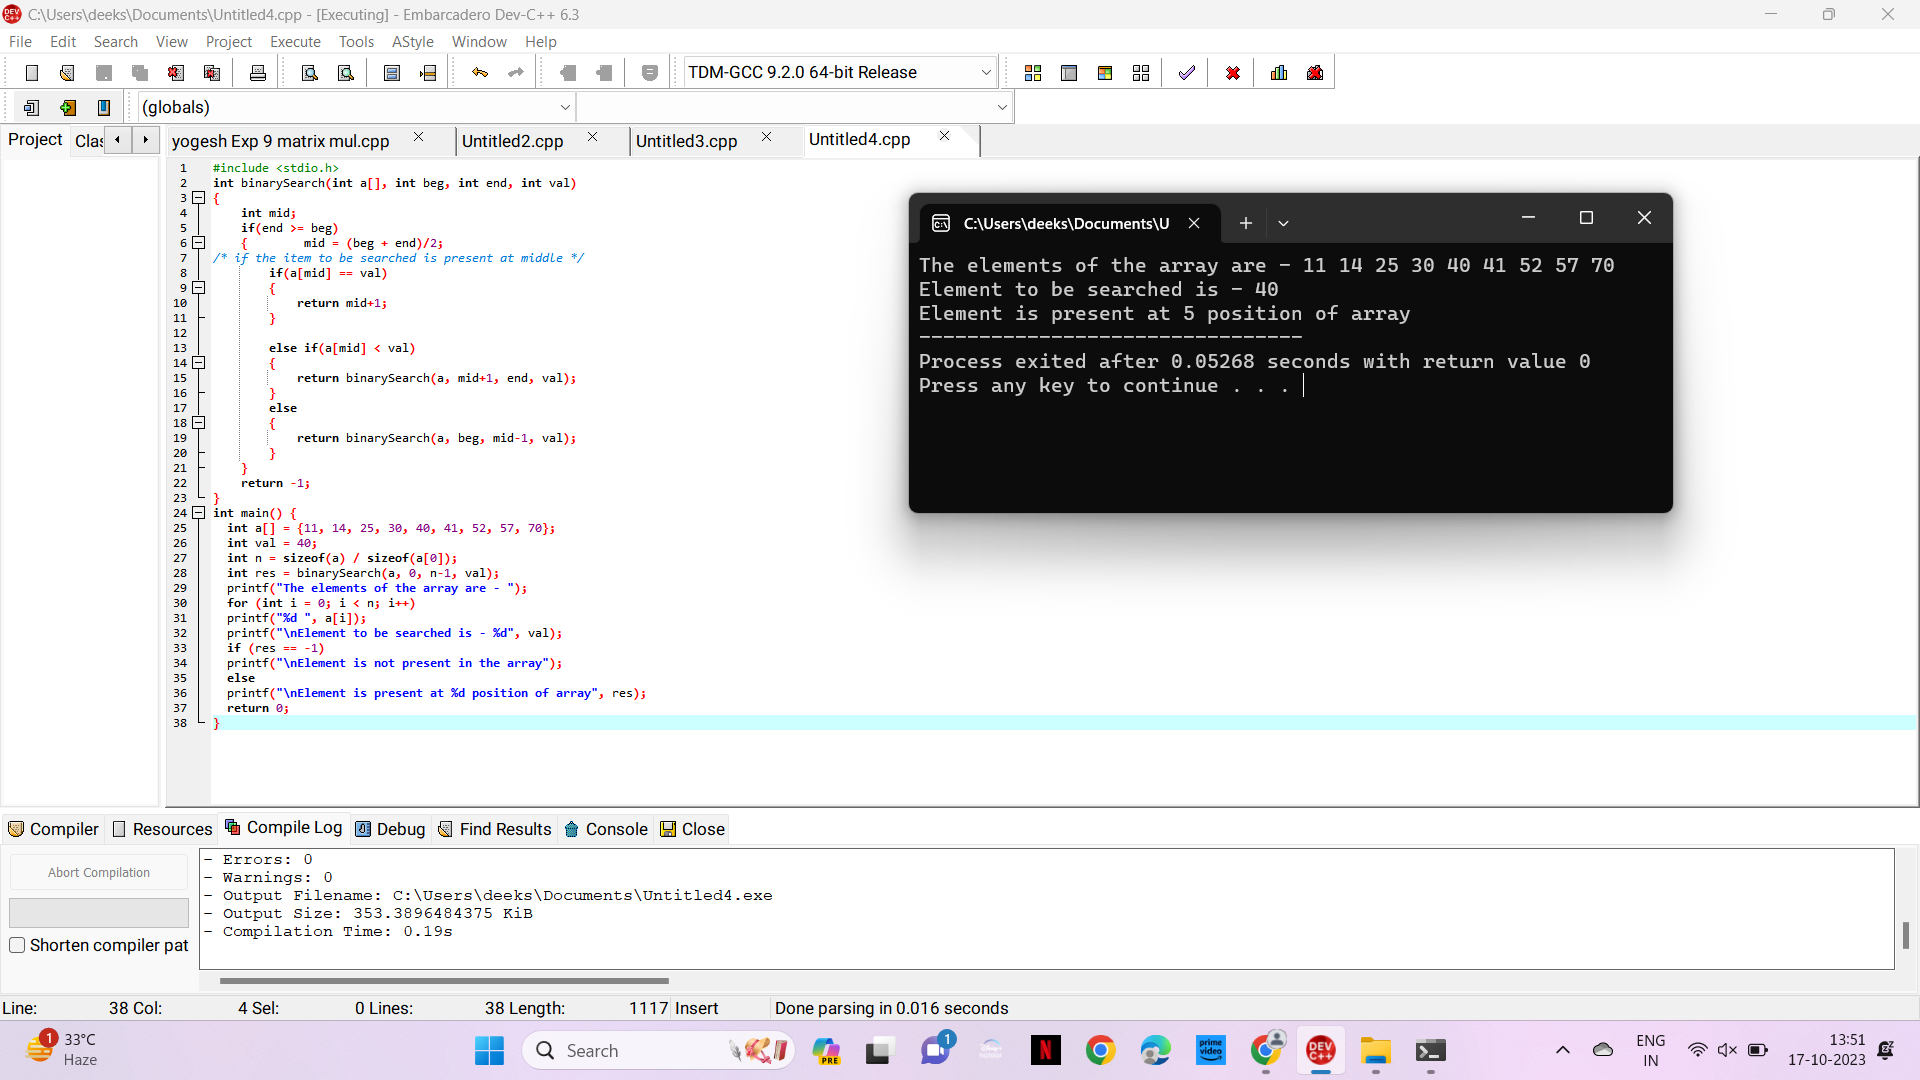 C:\Users\deeks\Documents\Untitled4.cpp - [Executing] - Embarcadero Dev-C++ 6.3
File Edit Search View Project Execute Tools AStyle Window Help
TDM-GCC 9.2.0 64-bit Release
(globals)
Project Clas
yogesh Exp 9 matrix mul.cpp Untitled2.cpp Untitled3.cpp Untitled4.cpp
1 #include <stdio.h>
2 int binarySearch(int a[], int beg, int end, int val)
3 {
4 int mid;
5 if(end >= beg)
6 { mid = (beg + end)/2;
7 /* if the item to be searched is present at middle */
8 if(a[mid] == val)
9 {
10 return mid+1;
11 }
12
13 else if(a[mid] < val)
14 {
15 return binarySearch(a, mid+1, end, val);
16 }
17 else
18 {
19 return binarySearch(a, beg, mid-1, val);
20 }
21 }
22 return -1;
23 }
24 int main() {
25 int a[] = {11, 14, 25, 30, 40, 41, 52, 57, 70};
26 int val = 40;
27 int n = sizeof(a) / sizeof(a[0]);
28 int res = binarySearch(a, 0, n-1, val);
29 printf("The elements of the array are - ");
30 for (int i = 0; i < n; i++)
31 printf("%d ", a[i]);
32 printf("\nElement to be searched is - %d", val);
33 if (res == -1)
34 printf("\nElement is not present in the array");
35 else
36 printf("\nElement is present at %d position of array", res);
37 return 0;
38 }
C:\Users\deeks\Documents\U
The elements of the array are - 11 14 25 30 40 41 52 57 70
Element to be searched is - 40
Element is present at 5 position of array
--------------------------------
Process exited after 0.05268 seconds with return value 0
Press any key to continue . . .
Compiler Resources Compile Log Debug Find Results Console Close
Abort Compilation
Shorten compiler pat
- Errors: 0
- Warnings: 0
- Output Filename: C:\Users\deeks\Documents\Untitled4.exe
- Output Size: 353.3896484375 KiB
- Compilation Time: 0.19s
Line: 38 Col: 4 Sel: 0 Lines: 38 Length: 1117 Insert Done parsing in 0.016 seconds
1
33°C
Haze
Search
PRE
1
N
prime video
DEV C++
ENG
IN
13:51
17-10-2023